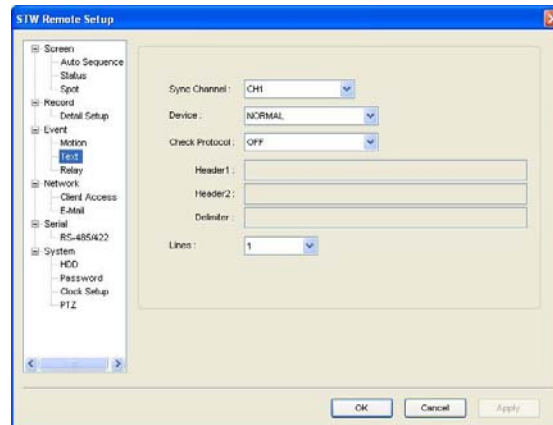 STW Remote Setup
Screen
Auto Sequence
Status
Spot
Record
Detail Setup
Event
Motion
Text
Relay
Network
Client Access
E-Mail
Serial
RS-485/422
System
HDD
Password
Clock Setup
PTZ
Sync Channel : CH1
Device : NORMAL
Check Protocol : OFF
Header1 :
Header2 :
Delimiter :
Lines : 1
OK Cancel Apply